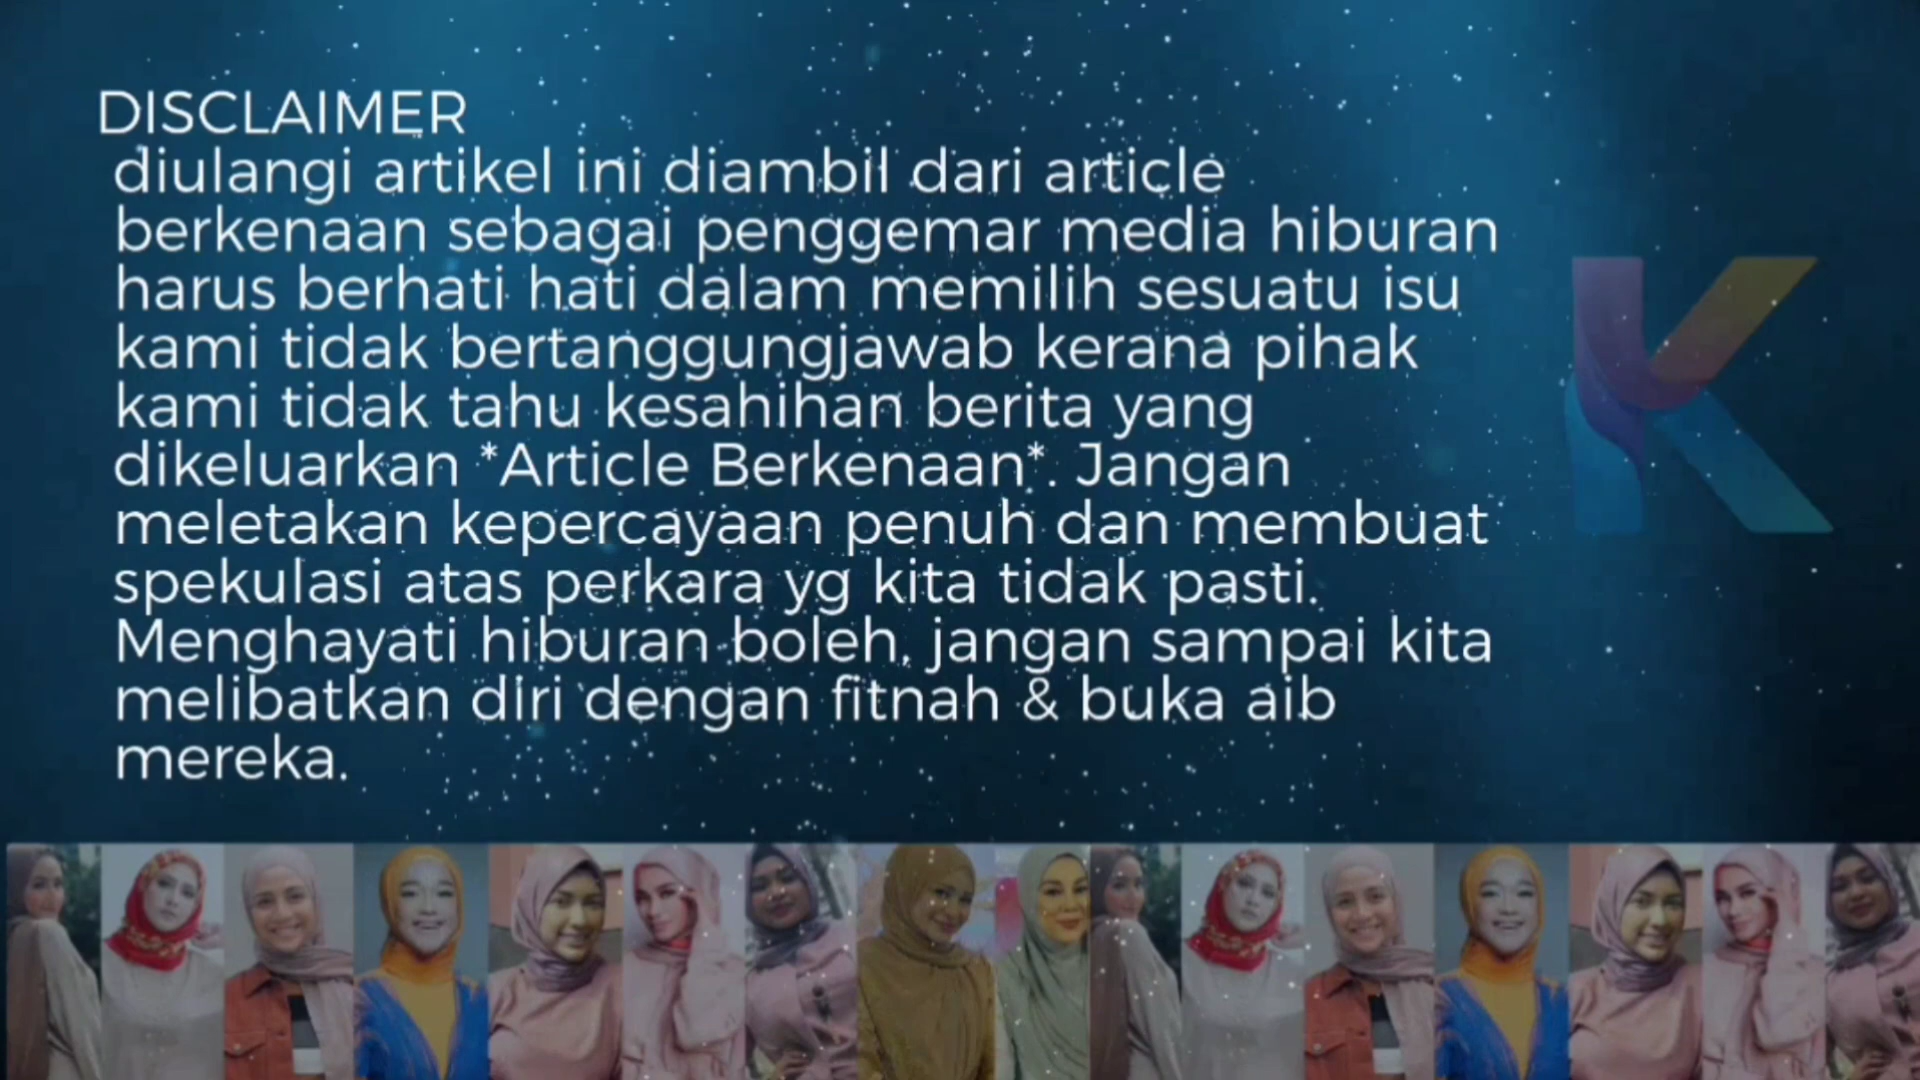 DISCLAIMER
diulangi artikel ini diambil dari article
berkenaan sebagai penggemar media hiburan
harus berhati hati dalam memilih sesuatu isu
kami tidak bertanggungjawab kerana pihak
kami tidak tahu kesahihan berita yang
dikeluarkan *Article Berkenaan*. Jangan
meletakan kepercayaan penuh dan membuat
spekulasi atas perkara yg kita tidak pasti.
Menghayati hiburan boleh, jangan sampai kita
melibatkan diri dengan fitnah & buka aib
mereka.
K